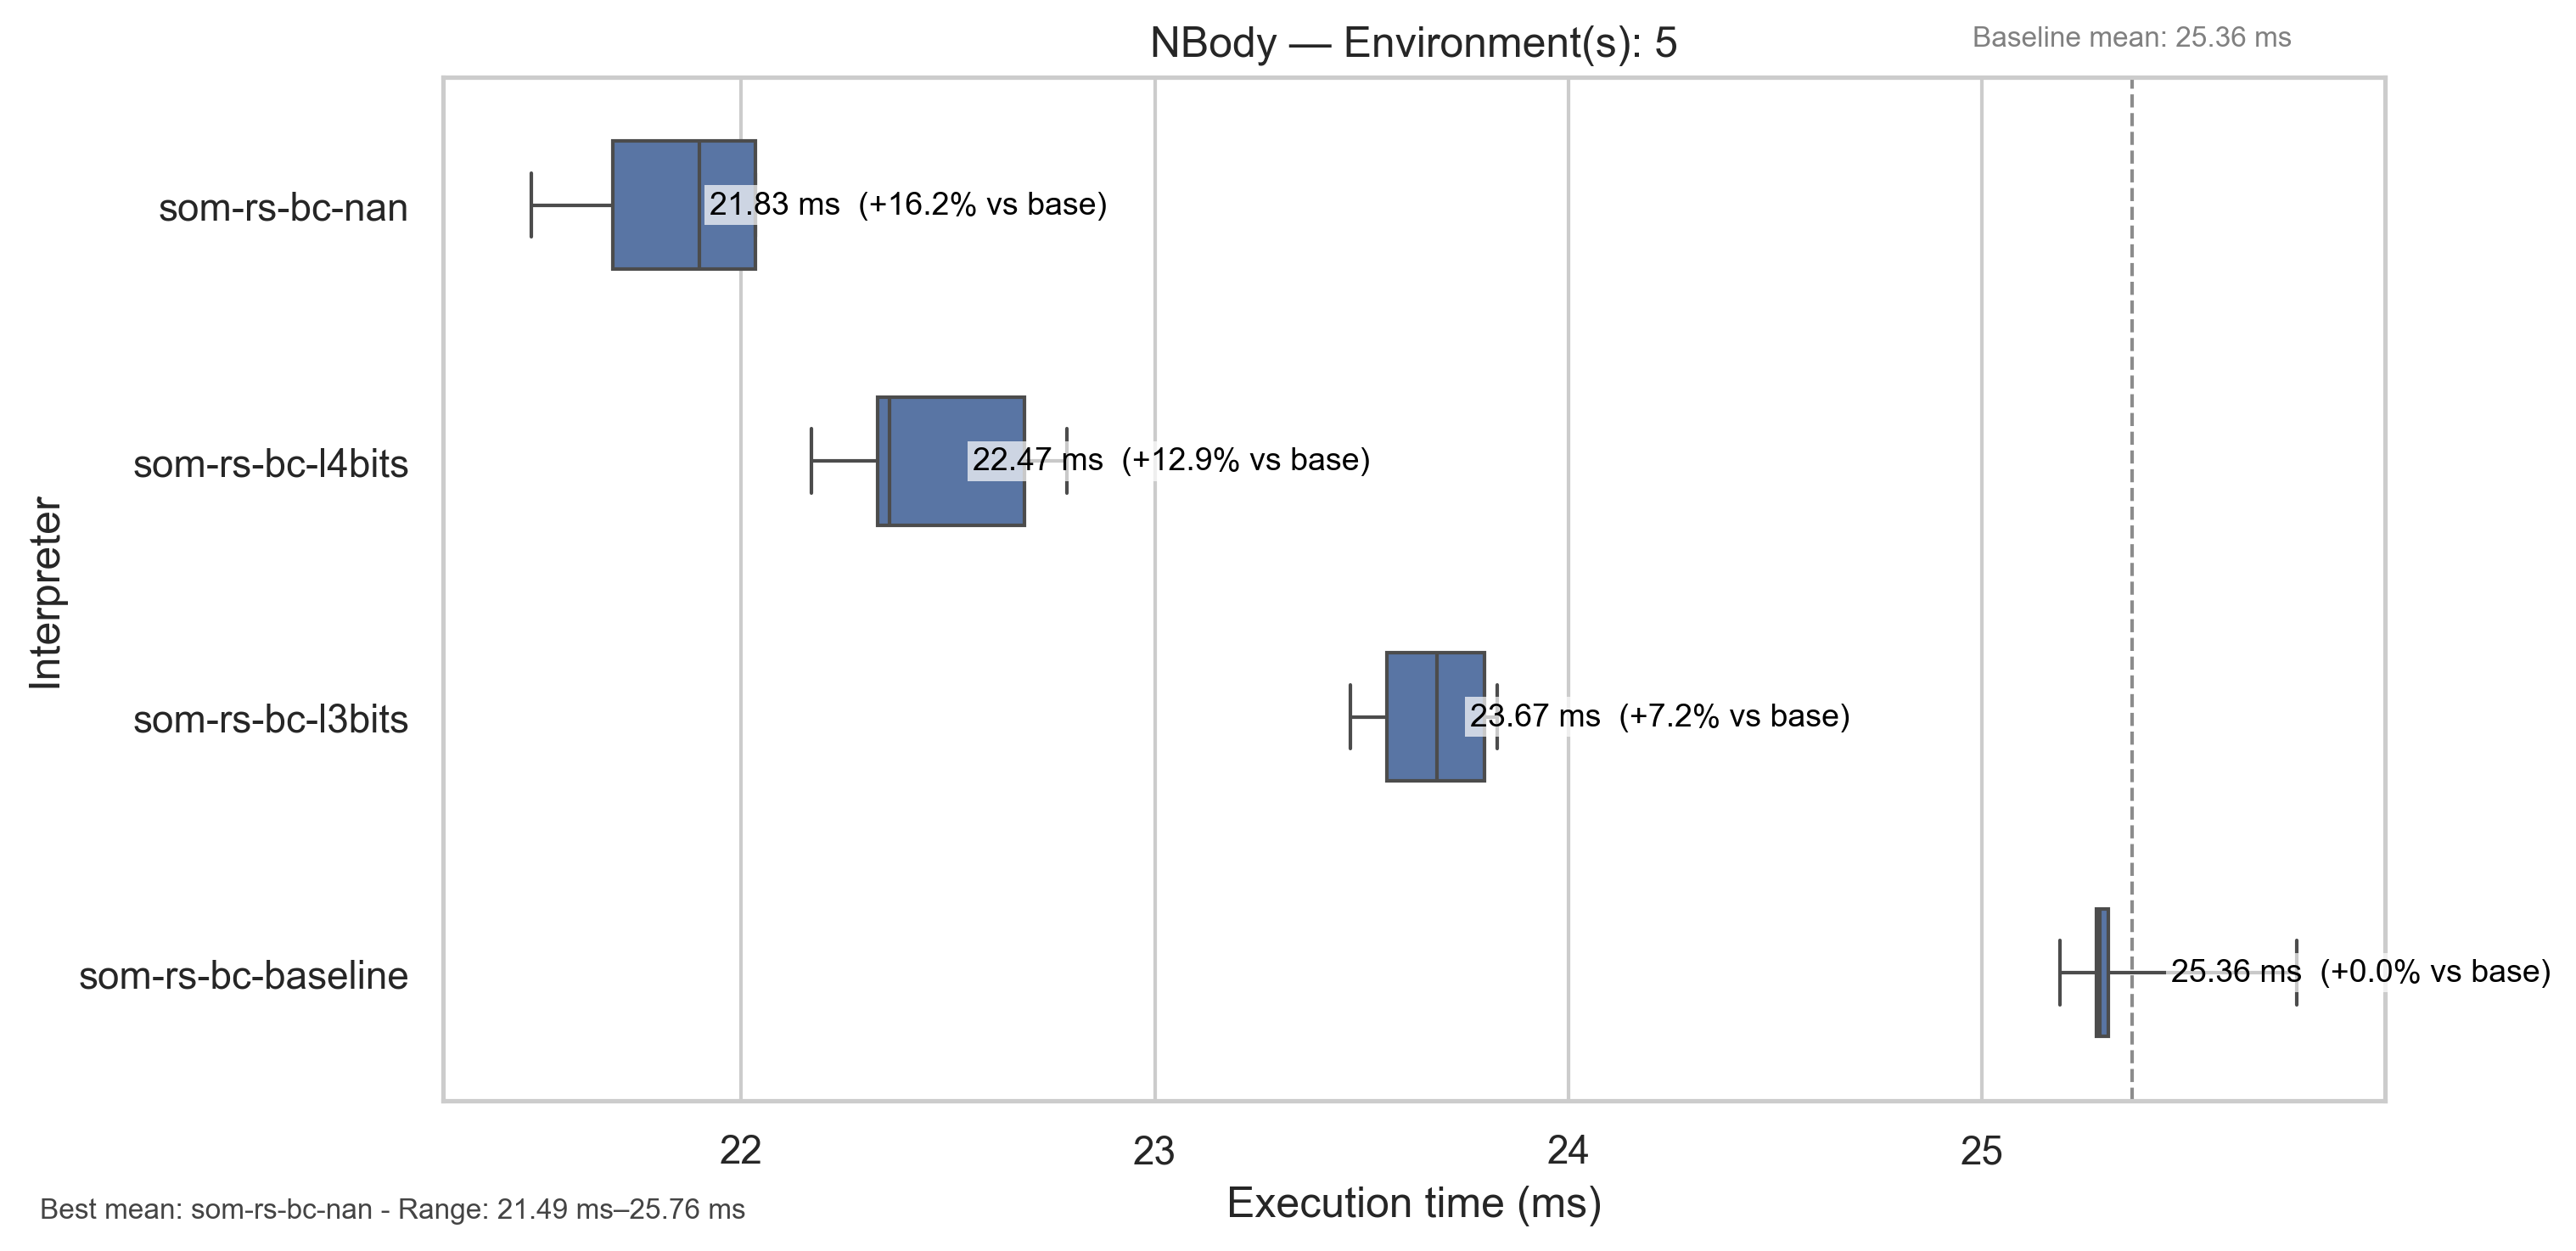 NBody — Environment(s): 5
Baseline mean: 25.36 ms
Interpreter
som-rs-bc-nan
21.83 ms  (+16.2% vs base)
som-rs-bc-l4bits
22.47 ms  (+12.9% vs base)
som-rs-bc-l3bits
23.67 ms  (+7.2% vs base)
som-rs-bc-baseline
25.36 ms  (+0.0% vs base)
22 23 24 25
Execution time (ms)
Best mean: som-rs-bc-nan - Range: 21.49 ms–25.76 ms